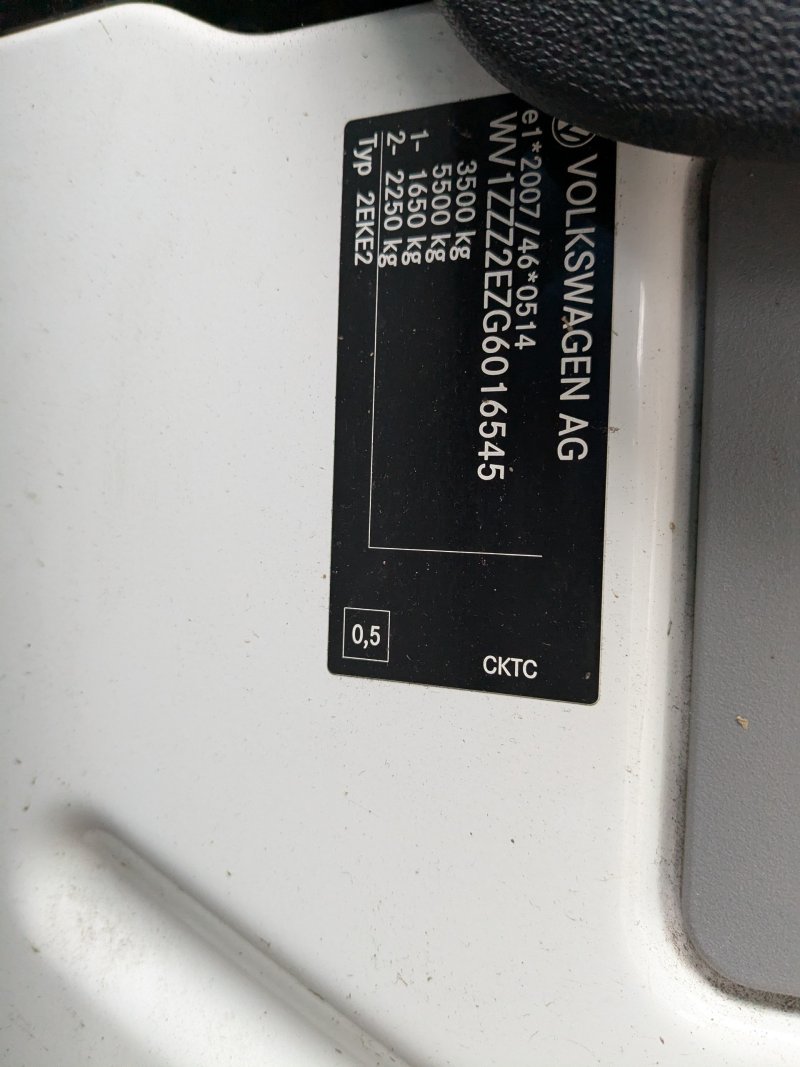 VOLKSWAGEN AG
e1*2007/46*0514
WV1ZZZ2EZG6016545
3500 kg
5500 kg
1- 1650 kg
2- 2250 kg
Typ 2EKE2
0,5
CKTC